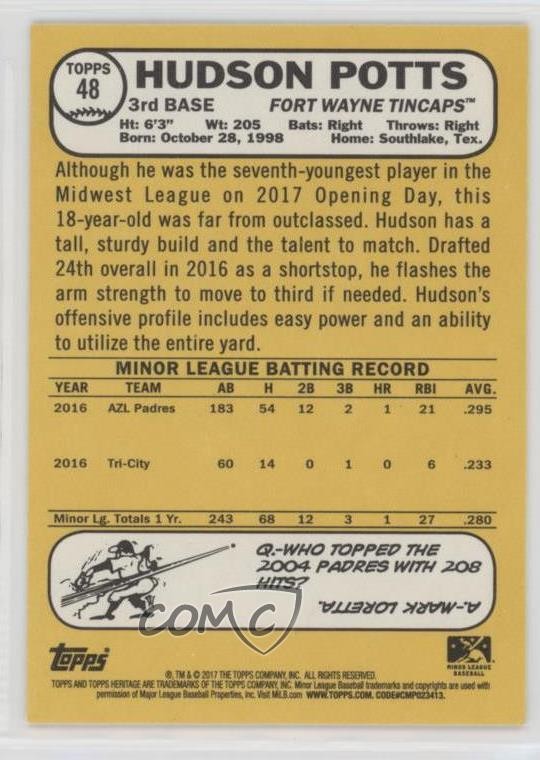 TOPPS
48
HUDSON POTTS
3rd BASE FORT WAYNE TINCAPS™
Ht: 6'3" Wt: 205 Bats: Right Throws: Right
Born: October 28, 1998 Home: Southlake, Tex.
Although he was the seventh-youngest player in the
Midwest League on 2017 Opening Day, this
18-year-old was far from outclassed. Hudson has a
tall, sturdy build and the talent to match. Drafted
24th overall in 2016 as a shortstop, he flashes the
arm strength to move to third if needed. Hudson's
offensive profile includes easy power and an ability
to utilize the entire yard.
MINOR LEAGUE BATTING RECORD
YEAR TEAM AB H 2B 3B HR RBI AVG.
2016 AZL Padres 183 54 12 2 1 21 .295
2016 Tri-City 60 14 0 1 0 6 .233
Minor Lg. Totals 1 Yr. 243 68 12 3 1 27 .280
Q.-WHO TOPPED THE
2004 PADRES WITH 208
HITS?
A.-MARK LORETTA.
COMC
Topps
MINOR LEAGUE
BASEBALL
®, TM & © 2017 THE TOPPS COMPANY, INC. ALL RIGHTS RESERVED.
TOPPS AND TOPPS HERITAGE ARE TRADEMARKS OF THE TOPPS COMPANY, INC. Minor League Baseball trademarks and copyrights are used with
permission of Major League Baseball Properties, Inc. Visit MiLB.com WWW.TOPPS.COM. CODE#CMP023413.